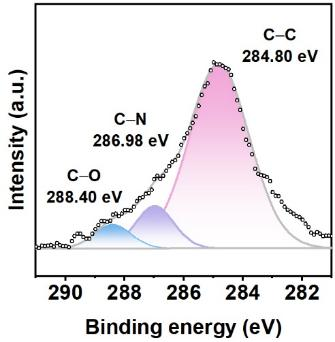 C–C
284.80 eV
C–N
286.98 eV
C–O
288.40 eV
Intensity (a.u.)
290 288 286 284 282
Binding energy (eV)